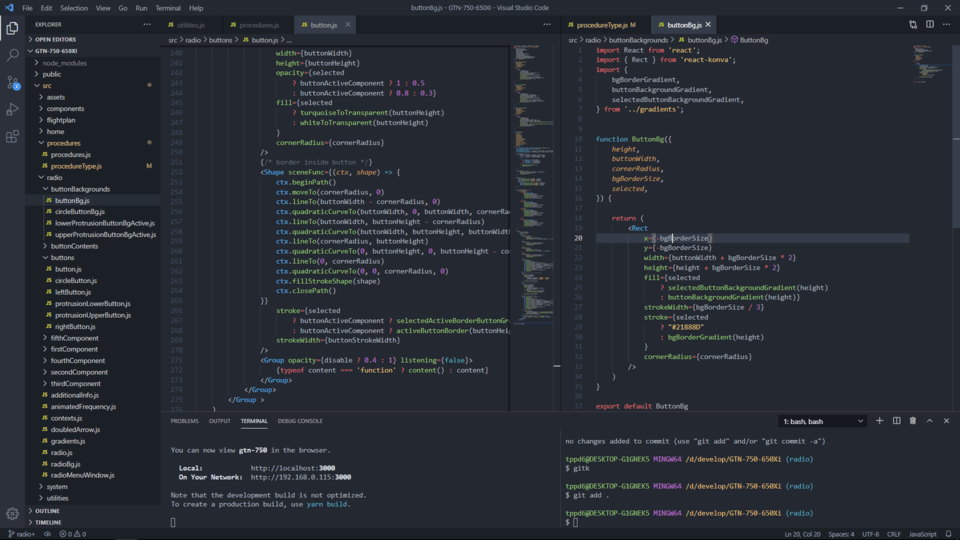 File Edit Selection View Go Run Terminal Help
buttonBg.js - GTN-750-650Xi - Visual Studio Code
EXPLORER
OPEN EDITORS
GTN-750-650XI
node_modules
public
src
assets
components
flightplan
home
procedures
procedures.js
procedureType.js M
radio
buttonBackgrounds
buttonBg.js
circleButtonBg.js
lowerProtrusionButtonBgActive.js
upperProtrusionButtonBgActive.js
buttonContents
buttons
button.js
circleButton.js
leftButton.js
protrusionLowerButton.js
protrusionUpperButton.js
rightButton.js
fifthComponent
firstComponent
fourthComponent
secondComponent
thirdComponent
additionalInfo.js
animatedFrequency.js
contexts.js
doubledArrow.js
gradients.js
radio.js
radioBg.js
radioMenuWindow.js
system
utilities
OUTLINE
TIMELINE
utilities.js procedures.js button.js
src > radio > buttons > button.js > ...
240 width={buttonWidth}
241 height={buttonHeight}
242 opacity={selected
243 ? buttonActiveComponent ? 1 : 0.5
244 : buttonActiveComponent ? 0.8 : 0.3}
245 fill={selected
246 ? turquoiseToTransparent(buttonHeight)
247 : whiteToTransparent(buttonHeight)
248 }
249 cornerRadius={cornerRadius}
250 />
251 {/* border inside button */}
252 <Shape sceneFunc={(ctx, shape) => {
253 ctx.beginPath()
254 ctx.moveTo(cornerRadius, 0)
255 ctx.lineTo(buttonWidth - cornerRadius, 0)
256 ctx.quadraticCurveTo(buttonWidth, 0, buttonWidth, cornerRad
257 ctx.lineTo(buttonWidth, buttonHeight - cornerRadius)
258 ctx.quadraticCurveTo(buttonWidth, buttonHeight, buttonWidth
259 ctx.lineTo(cornerRadius, buttonHeight)
260 ctx.quadraticCurveTo(0, buttonHeight, 0, buttonHeight - cor
261 ctx.lineTo(0, cornerRadius)
262 ctx.quadraticCurveTo(0, 0, cornerRadius, 0)
263 ctx.fillStrokeShape(shape)
264 ctx.closePath()
265 }}
266 stroke={selected
267 ? buttonActiveComponent ? selectedActiveBorderButtonGr
268 : buttonActiveComponent ? activeBorderButton(buttonHei
269 strokeWidth={buttonStrokeWidth}
270 />
271 <Group opacity={disable ? 0.4 : 1} listening={false}>
272 {typeof content === 'function' ? content() : content}
273 </Group>
274 </Group>
275 </Group >
procedureType.js M buttonBg.js
src > radio > buttonBackgrounds > buttonBg.js > ButtonBg
1 import React from 'react';
2 import { Rect } from 'react-konva';
3 import {
4 bgBorderGradient,
5 buttonBackgroundGradient,
6 selectedButtonBackgroundGradient,
7 } from '../gradients';
8
9
10 function ButtonBg({
11 height,
12 buttonWidth,
13 cornerRadius,
14 bgBorderSize,
15 selected,
16 }) {
17
18 return (
19 <Rect
20 x={-bgBorderSize}
21 y={-bgBorderSize}
22 width={buttonWidth + bgBorderSize * 2}
23 height={height + bgBorderSize * 2}
24 fill={selected
25 ? selectedButtonBackgroundGradient(height)
26 : buttonBackgroundGradient(height)}
27 strokeWidth={bgBorderSize / 3}
28 stroke={selected
29 ? "#21888D"
30 : bgBorderGradient(height)
31 }
32 cornerRadius={cornerRadius}
33 />
34 )
35 }
36
37 export default ButtonBg
PROBLEMS OUTPUT TERMINAL DEBUG CONSOLE
1: bash, bash
You can now view gtn-750 in the browser.
Local: http://localhost:3000
On Your Network: http://192.168.0.115:3000
Note that the development build is not optimized.
To create a production build, use yarn build.
no changes added to commit (use "git add" and/or "git commit -a")
tppd6@DESKTOP-G1GNEK5 MINGW64 /d/develop/GTN-750-650Xi (radio)
$ gitk
tppd6@DESKTOP-G1GNEK5 MINGW64 /d/develop/GTN-750-650Xi (radio)
$ git add .
tppd6@DESKTOP-G1GNEK5 MINGW64 /d/develop/GTN-750-650Xi (radio)
$
radio+ 0 0
Ln 20, Col 20 Spaces: 4 UTF-8 CRLF JavaScript